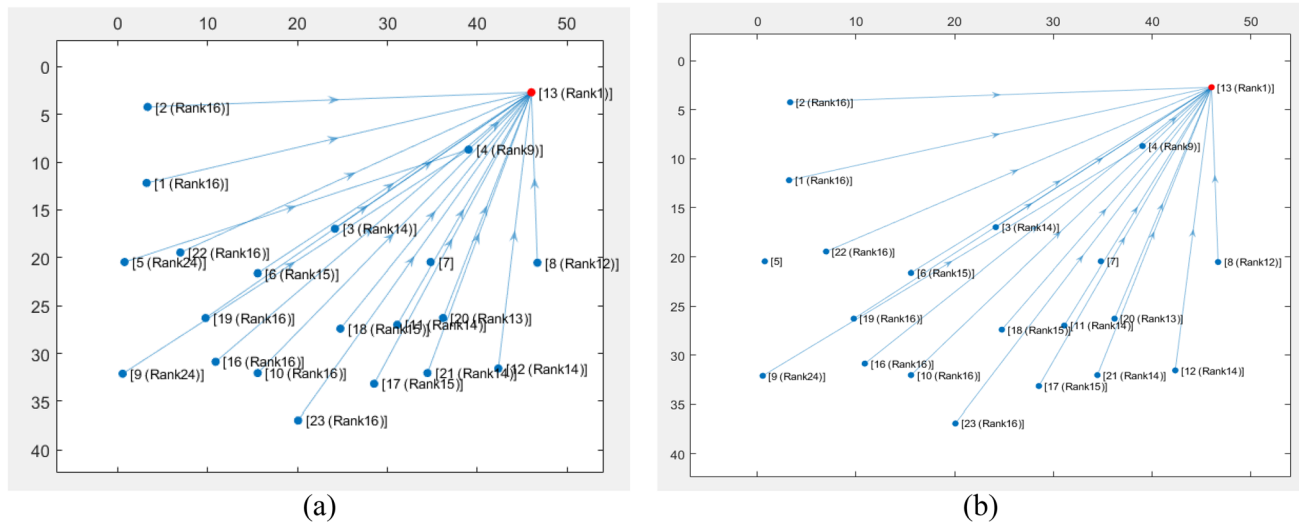 0 10 20 30 40 50
0
5
10
15
20
25
30
35
40
[13 (Rank1)]
[2 (Rank16)]
[4 (Rank9)]
[1 (Rank16)]
[3 (Rank14)]
[22 (Rank16)]
[5 (Rank24)]
[7]
[8 (Rank12)]
[6 (Rank15)]
[19 (Rank16)]
[20 (Rank13)]
[11 (Rank14)]
[18 (Rank15)]
[16 (Rank16)]
[12 (Rank14)]
[9 (Rank24)]
[10 (Rank16)]
[21 (Rank14)]
[17 (Rank15)]
[23 (Rank16)]
(a)
0 10 20 30 40 50
0
5
10
15
20
25
30
35
40
[13 (Rank1)]
[2 (Rank16)]
[4 (Rank9)]
[1 (Rank16)]
[3 (Rank14)]
[22 (Rank16)]
[5]
[7]
[8 (Rank12)]
[6 (Rank15)]
[19 (Rank16)]
[20 (Rank13)]
[11 (Rank14)]
[18 (Rank15)]
[16 (Rank16)]
[12 (Rank14)]
[9 (Rank24)]
[10 (Rank16)]
[21 (Rank14)]
[17 (Rank15)]
[23 (Rank16)]
(b)